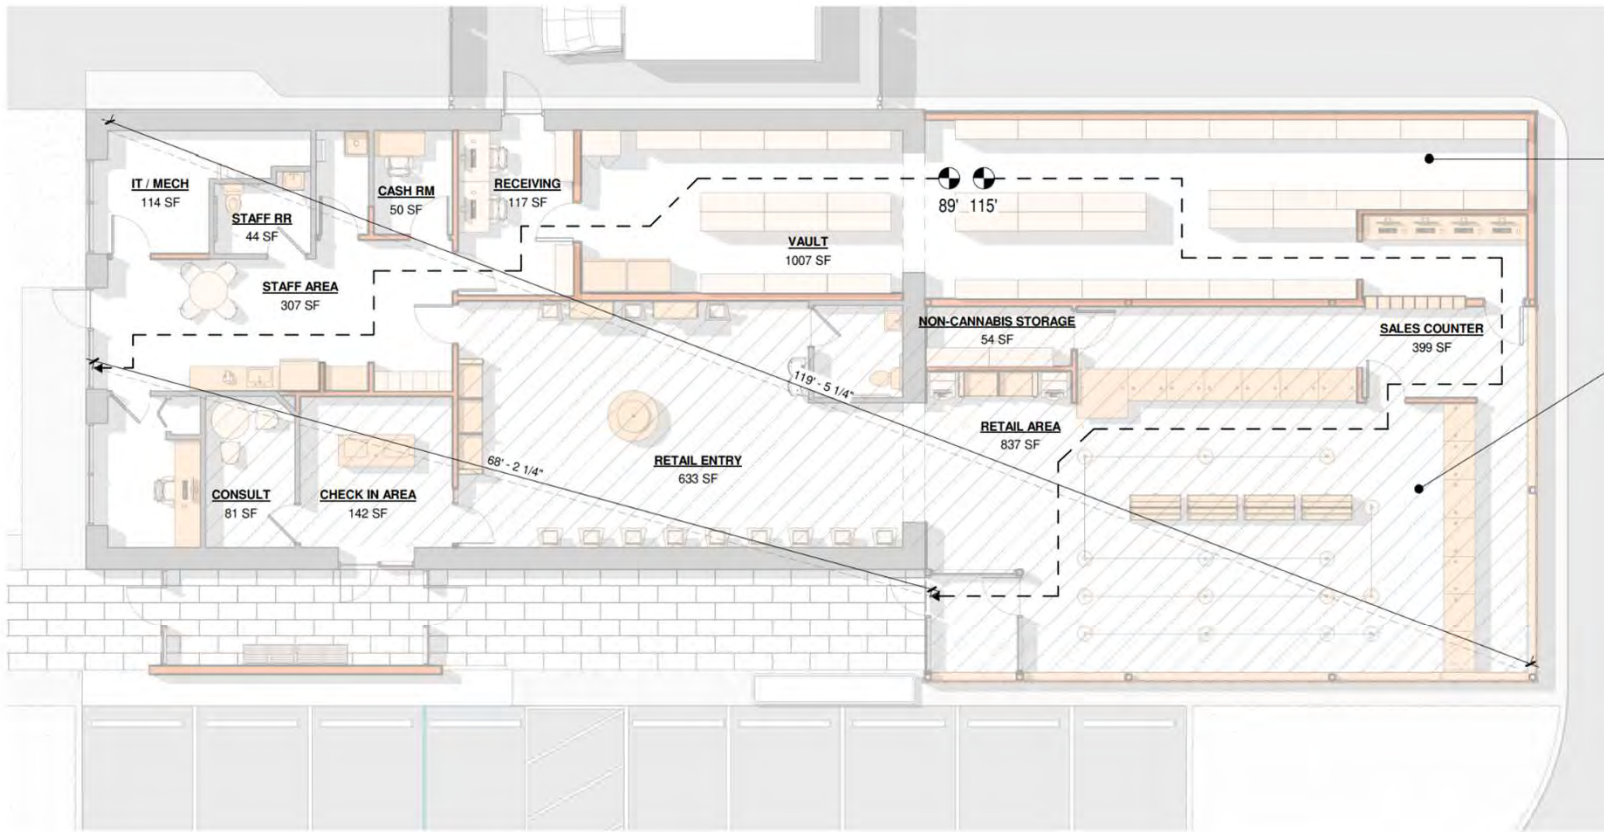 IT / MECH
114 SF
STAFF RR
44 SF
CASH RM
50 SF
RECEIVING
117 SF
89' 115'
VAULT
1007 SF
STAFF AREA
307 SF
NON-CANNABIS STORAGE
54 SF
SALES COUNTER
399 SF
119' - 5 1/4"
RETAIL AREA
837 SF
68' - 2 1/4"
RETAIL ENTRY
633 SF
CONSULT
81 SF
CHECK IN AREA
142 SF